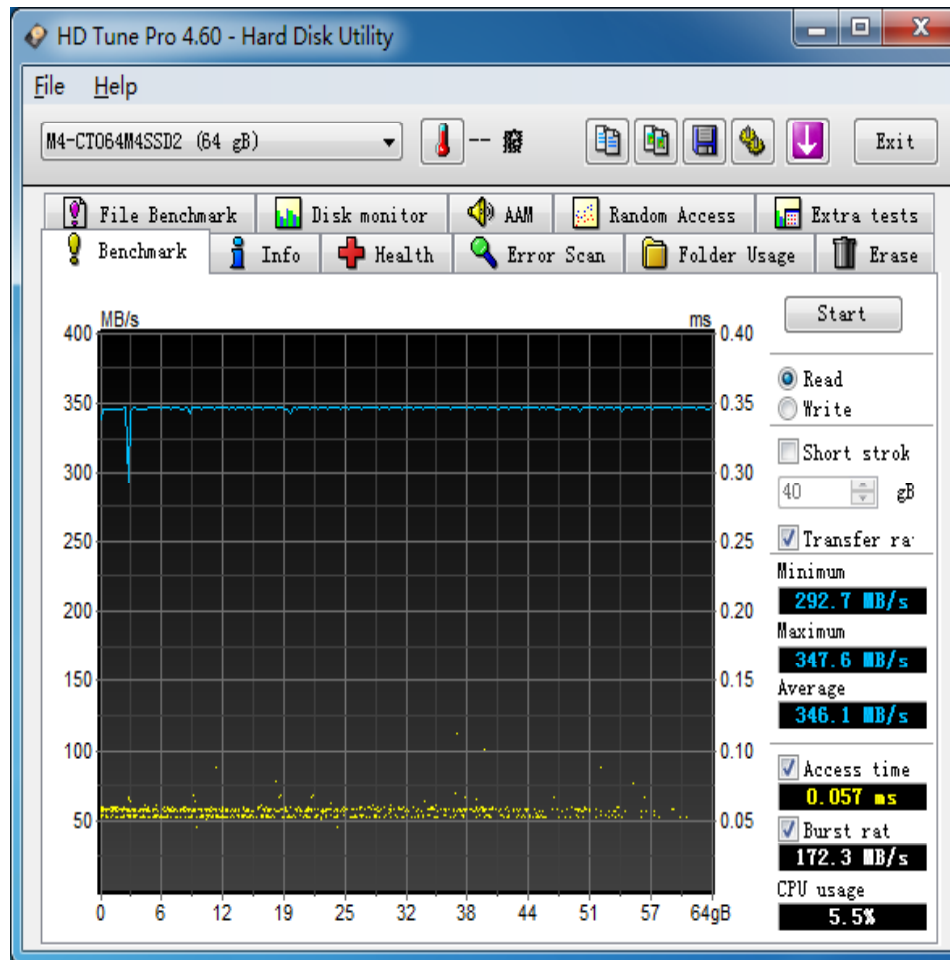 HD Tune Pro 4.60 - Hard Disk Utility
File Help
M4-CT064M4SSD2 (64 gB) -- 癈 Exit
File Benchmark Disk monitor AAM Random Access Extra tests
Benchmark Info Health Error Scan Folder Usage Erase
MB/s ms
400 0.40
350 0.35
300 0.30
250 0.25
200 0.20
150 0.15
100 0.10
50 0.05
0 6 12 19 25 32 38 44 51 57 64gB
Start
Read
Write
Short strok
40 gB
Transfer ra
Minimum
292.7 MB/s
Maximum
347.6 MB/s
Average
346.1 MB/s
Access time
0.057 ms
Burst rat
172.3 MB/s
CPU usage
5.5%